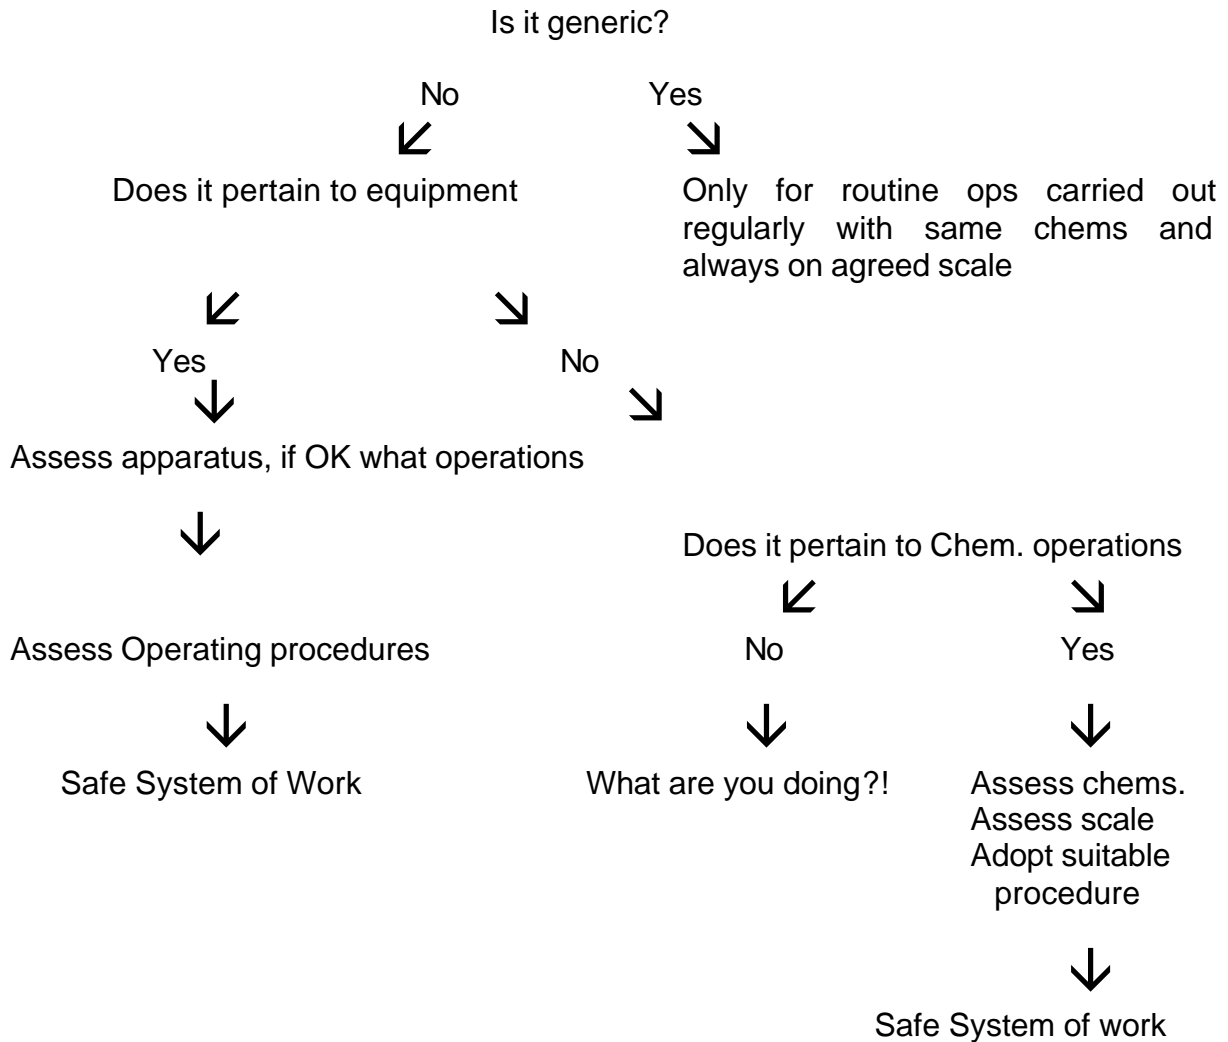 Is it generic?
No Yes
Does it pertain to equipment
Only for routine ops carried out
regularly with same chems and
always on agreed scale
Yes No
Assess apparatus, if OK what operations
Does it pertain to Chem. operations
Assess Operating procedures
No Yes
Safe System of Work
What are you doing?!
Assess chems.
Assess scale
Adopt suitable
procedure
Safe System of work